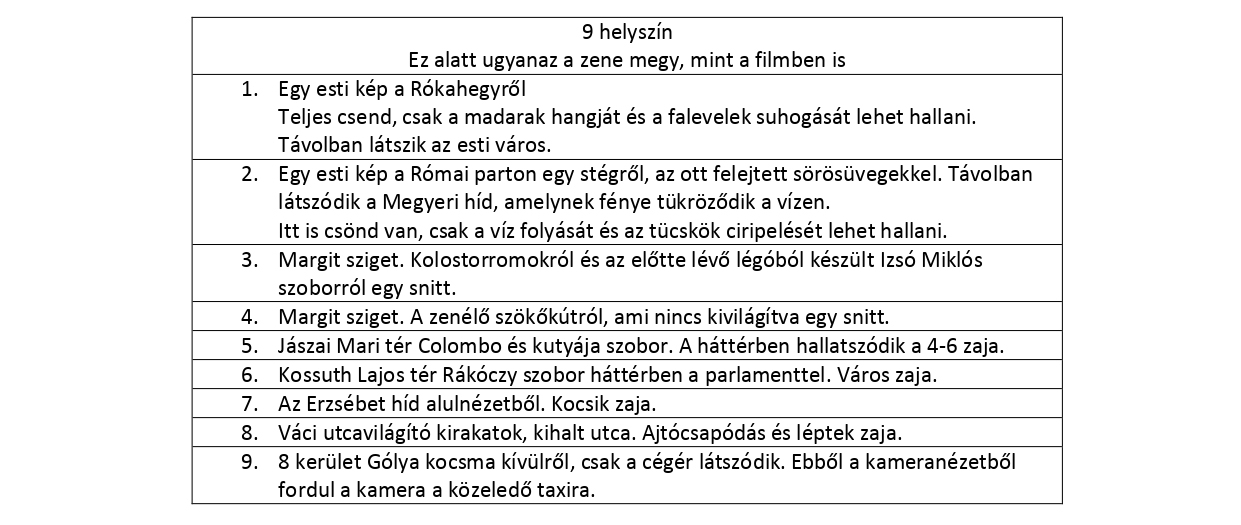 9 helyszín
Ez alatt ugyanaz a zene megy, mint a filmben is
1. Egy esti kép a Rókahegyről
Teljes csend, csak a madarak hangját és a falevelek suhogását lehet hallani.
Távolban látszik az esti város.
2. Egy esti kép a Római parton egy stégről, az ott felejtett sörösüvegekkel. Távolban
látszódik a Megyeri híd, amelynek fénye tükröződik a vízen.
Itt is csönd van, csak a víz folyását és az tücskök ciripelését lehet hallani.
3. Margit sziget. Kolostorromokról és az előtte lévő légóból készült Izsó Miklós
szoborról egy snitt.
4. Margit sziget. A zenélő szökőkútról, ami nincs kivilágítva egy snitt.
5. Jászai Mari tér Colombo és kutyája szobor. A háttérben hallatszódik a 4-6 zaja.
6. Kossuth Lajos tér Rákóczy szobor háttérben a parlamenttel. Város zaja.
7. Az Erzsébet híd alulnézetből. Kocsik zaja.
8. Váci utcavilágító kirakatok, kihalt utca. Ajtócsapódás és léptek zaja.
9. 8 kerület Gólya kocsma kívülről, csak a cégér látszódik. Ebből a kameranézetből
fordul a kamera a közeledő taxira.